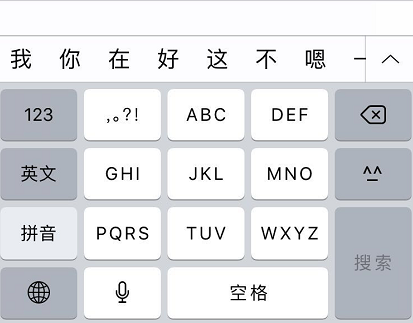 我 你 在 好 这 不 嗯 一
123 ,。?! ABC DEF
英文 GHI JKL MNO ^^
拼音 PQRS TUV WXYZ 搜索
空格